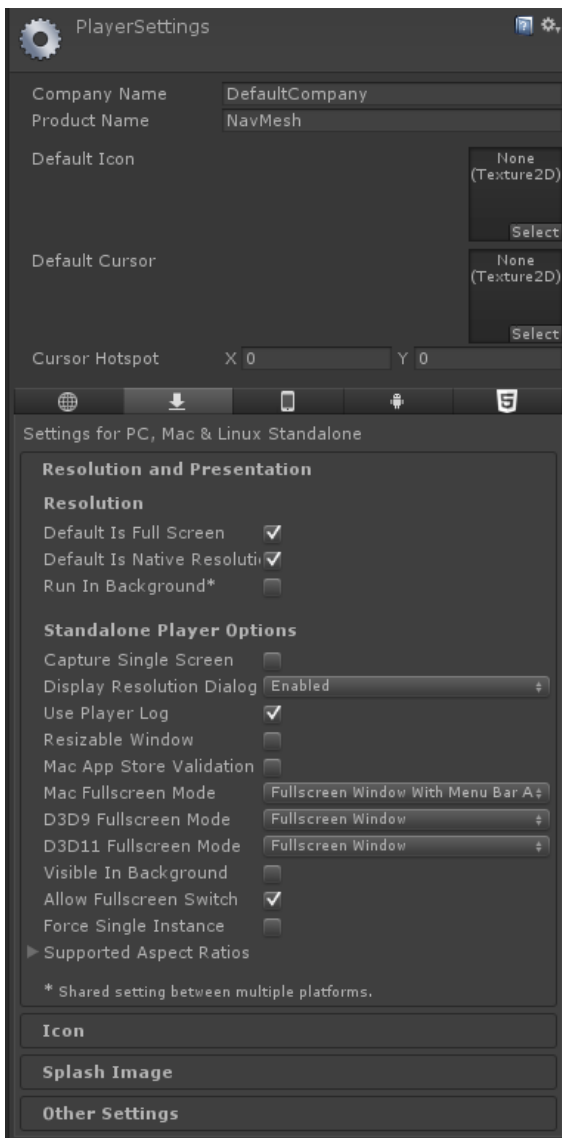 PlayerSettings
Company Name DefaultCompany
Product Name NavMesh
Default Icon None
(Texture2D)
Select
Default Cursor None
(Texture2D)
Select
Cursor Hotspot X 0 Y 0
Settings for PC, Mac & Linux Standalone
Resolution and Presentation
Resolution
Default Is Full Screen
Default Is Native Resoluti
Run In Background*
Standalone Player Options
Capture Single Screen
Display Resolution Dialog Enabled
Use Player Log
Resizable Window
Mac App Store Validation
Mac Fullscreen Mode Fullscreen Window With Menu Bar A
D3D9 Fullscreen Mode Fullscreen Window
D3D11 Fullscreen Mode Fullscreen Window
Visible In Background
Allow Fullscreen Switch
Force Single Instance
Supported Aspect Ratios
* Shared setting between multiple platforms.
Icon
Splash Image
Other Settings